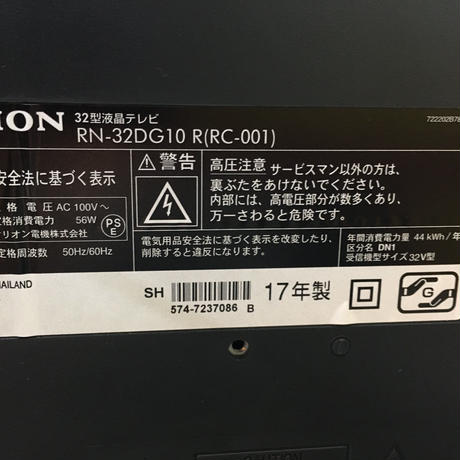 ION 32型液晶テレビ
RN-32DG10 R(RC-001)
722202B78
安全法に基づく表示
格電圧 AC 100V～
定格消費電力 56W
PS
E
オリオン電機株式会社
定格周波数 50Hz/60Hz
警告
高圧注意 サービスマン以外の方は、
裏ぶたをあけないでください。
内部には、高電圧部分が数多くあり、
万一さわると危険です。
電気用品安全法に基づく表示を改変したり、
削除すると違反になります。
年間消費電力量 44 kWh/年
区分名 DN1
受信機型サイズ 32V型
THAILAND
SH
574-7237086 B
17年製
G
CAUTION